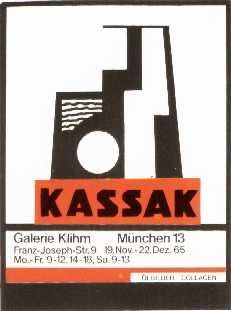 KASSAK
Galerie Klihm München 13
Franz-Joseph-Str. 9 19. Nov. - 22. Dez. 65
Mo. - Fr. 9-12, 14-18, Sa. 9-13
ÖLBILDER COLLAGEN